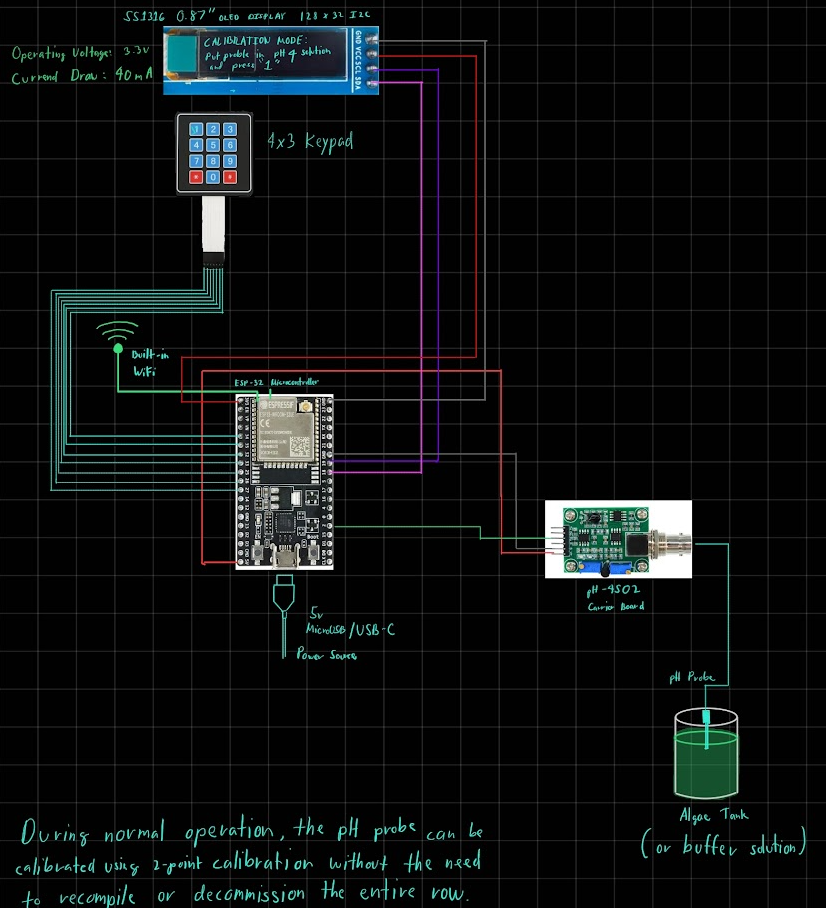 SS1316 0.87" OLED DISPLAY 128 x 32 I2C
Operating Voltage: 3.3v
Current Draw: 40 mA
CALIBRATION MODE:
Put probe in pH 4 solution
and press "1"
GND VCC SCL SDA
4x3 Keypad
1 2 3
4 5 6
7 8 9
* 0
Built-in
WiFi
ESP-32 Microcontroller
ESPRESSIF
CE
Boot
5v
MicroUSB/USB-C
Power Source
pH-4502
Carrier Board
pH Probe
Algae Tank
(or buffer solution)
During normal operation, the pH probe can be
calibrated using 2-point calibration without the need
to recompile or decommission the entire row.